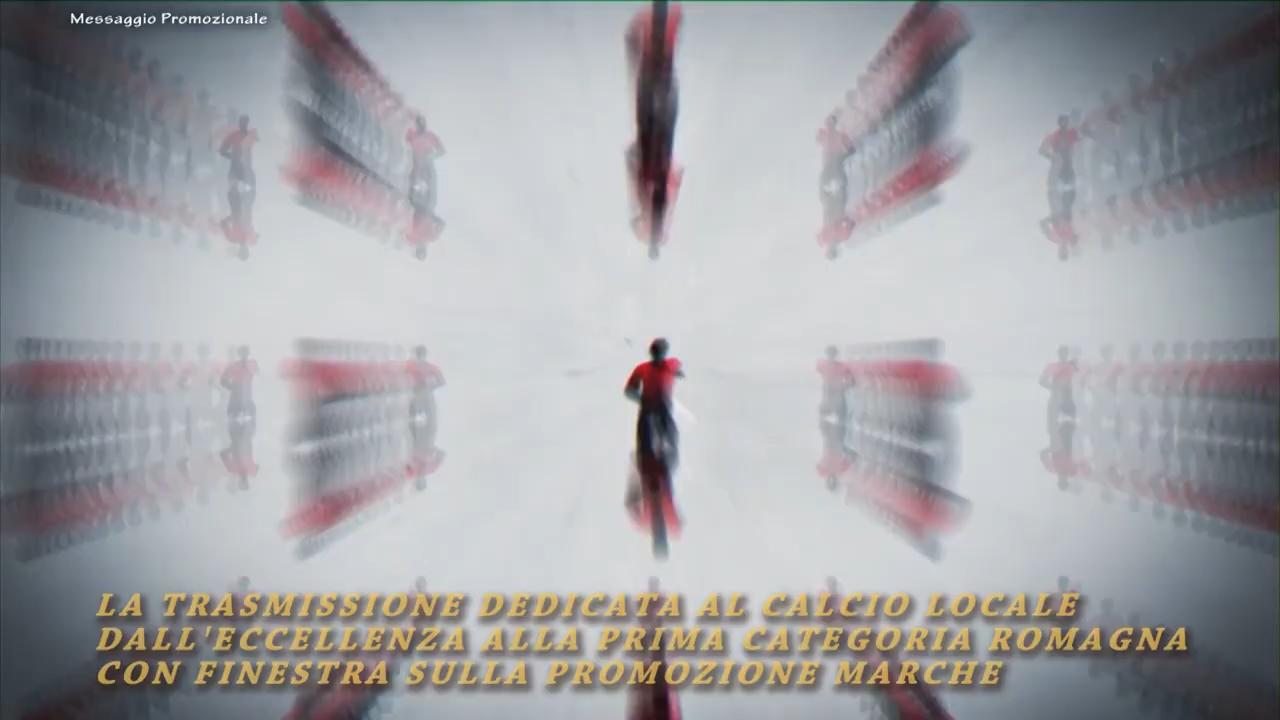 Messaggio Promozionale
LA TRASMISSIONE DEDICATA AL CALCIO LOCALE
DALL'ECCELLENZA ALLA PRIMA CATEGORIA ROMAGNA
CON FINESTRA SULLA PROMOZIONE MARCHE